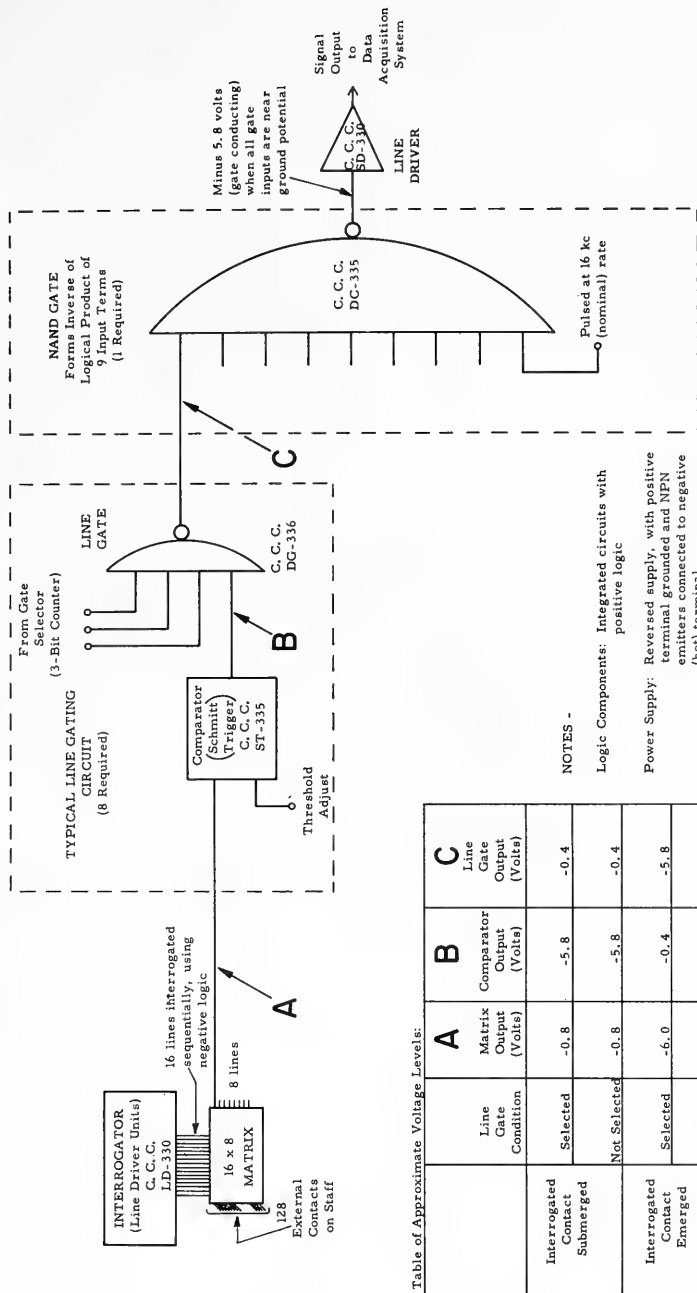 INTERROGATOR
(Line Driver Units)
C. C. C.
LD-330
16 lines interrogated
sequentially, using
negative logic
8 lines
16 x 8
MATRIX
128
External
Contacts
on Staff
A
TYPICAL LINE GATING
CIRCUIT
(8 Required)
From Gate
Selector
(3-Bit Counter)
Comparator
(Schmitt
Trigger)
C. C. C.
ST-335
Threshold
Adjust
B
LINE
GATE
C. C. C.
DG-336
C
NAND GATE
Forms Inverse of
Logical Product of
9 Input Terms
(1 Required)
C. C. C.
DC-335
Pulsed at 16 kc
(nominal) rate
Minus 5.8 volts
(gate conducting)
when all gate
inputs are near
ground potential
C. C. C.
SD-330
LINE
DRIVER
Signal
Output
to
Data
Acquisition
System
Table of Approximate Voltage Levels:
Line Gate Condition
A Matrix Output (Volts)
B Comparator Output (Volts)
C Line Gate Output (Volts)
Interrogated Contact Submerged
Selected -0.8 -5.8 -0.4
Not Selected -0.8 -5.8 -0.4
Interrogated Contact Emerged
Selected -6.0 -0.4 -5.8
NOTES -
Logic Components: Integrated circuits with
positive logic
Power Supply: Reversed supply, with positive
terminal grounded and NPN
emitters connected to negative
(hot) terminal